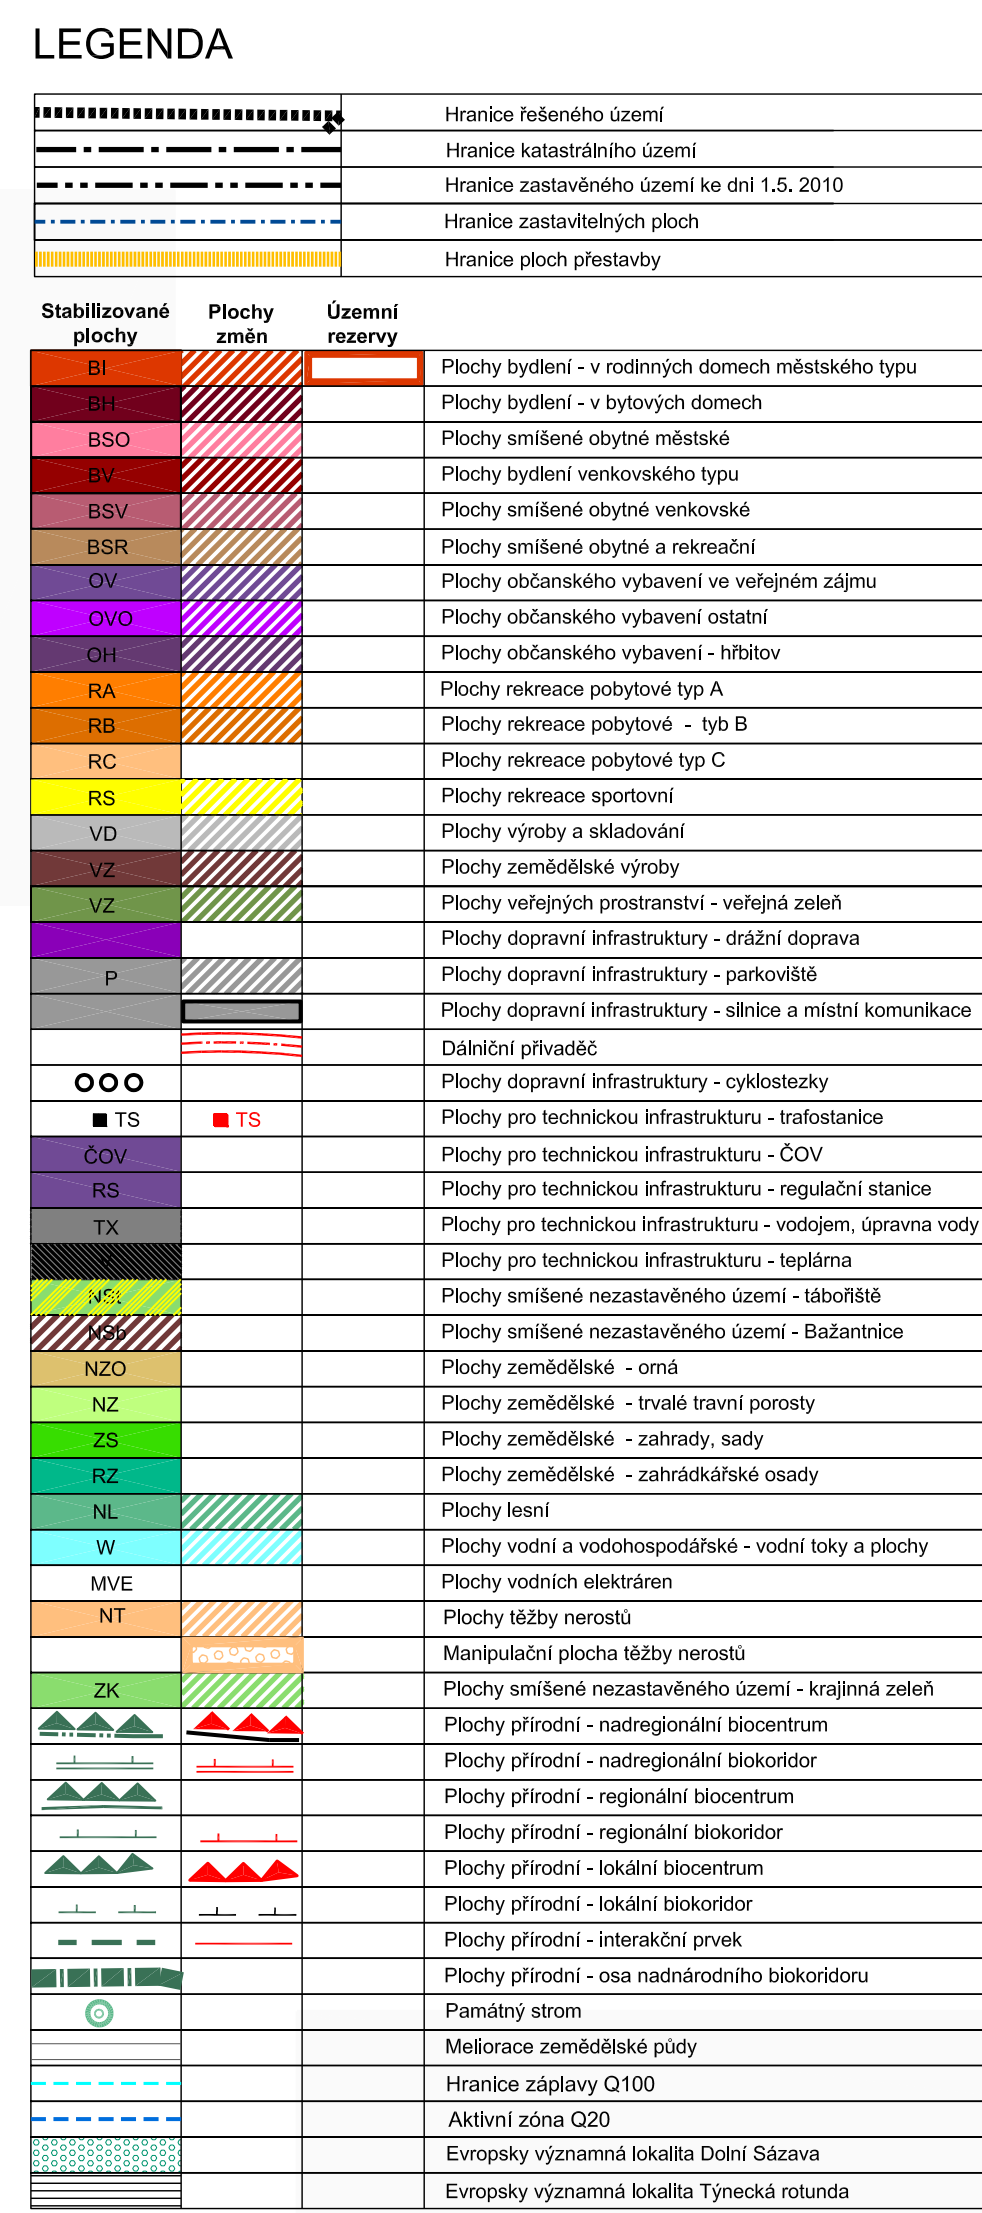 LEGENDA
Hranice řešeného území
Hranice katastrálního území
Hranice zastavěného území ke dni 1.5. 2010
Hranice zastavitelných ploch
Hranice ploch přestavby
Stabilizované plochy Plochy změn Územní rezervy
BI Plochy bydlení - v rodinných domech městského typu
BH Plochy bydlení - v bytových domech
BSO Plochy smíšené obytné městské
BV Plochy bydlení venkovského typu
BSV Plochy smíšené obytné venkovské
BSR Plochy smíšené obytné a rekreační
OV Plochy občanského vybavení ve veřejném zájmu
OVO Plochy občanského vybavení ostatní
OH Plochy občanského vybavení - hřbitov
RA Plochy rekreace pobytové typ A
RB Plochy rekreace pobytové - tyb B
RC Plochy rekreace pobytové typ C
RS Plochy rekreace sportovní
VD Plochy výroby a skladování
VZ Plochy zemědělské výroby
VZ Plochy veřejných prostranství - veřejná zeleň
Plochy dopravní infrastruktury - drážní doprava
P Plochy dopravní infrastruktury - parkoviště
Plochy dopravní infrastruktury - silnice a místní komunikace
Dálniční přivaděč
Plochy dopravní infrastruktury - cyklostezky
TS TS Plochy pro technickou infrastrukturu - trafostanice
ČOV Plochy pro technickou infrastrukturu - ČOV
RS Plochy pro technickou infrastrukturu - regulační stanice
TX Plochy pro technickou infrastrukturu - vodojem, úpravna vody
Plochy pro technickou infrastrukturu - teplárna
NSt Plochy smíšené nezastavěného území - tábořiště
NSb Plochy smíšené nezastavěného území - Bažantnice
NZO Plochy zemědělské - orná
NZ Plochy zemědělské - trvalé travní porosty
ZS Plochy zemědělské - zahrady, sady
RZ Plochy zemědělské - zahrádkářské osady
NL Plochy lesní
W Plochy vodní a vodohospodářské - vodní toky a plochy
MVE Plochy vodních elektráren
NT Plochy těžby nerostů
Manipulační plocha těžby nerostů
ZK Plochy smíšené nezastavěného území - krajinná zeleň
Plochy přírodní - nadregionální biocentrum
Plochy přírodní - nadregionální biokoridor
Plochy přírodní - regionální biocentrum
Plochy přírodní - regionální biokoridor
Plochy přírodní - lokální biocentrum
Plochy přírodní - lokální biokoridor
Plochy přírodní - interakční prvek
Plochy přírodní - osa nadnárodního biokoridoru
Památný strom
Meliorace zemědělské půdy
Hranice záplavy Q100
Aktivní zóna Q20
Evropsky významná lokalita Dolní Sázava
Evropsky významná lokalita Týnecká rotunda